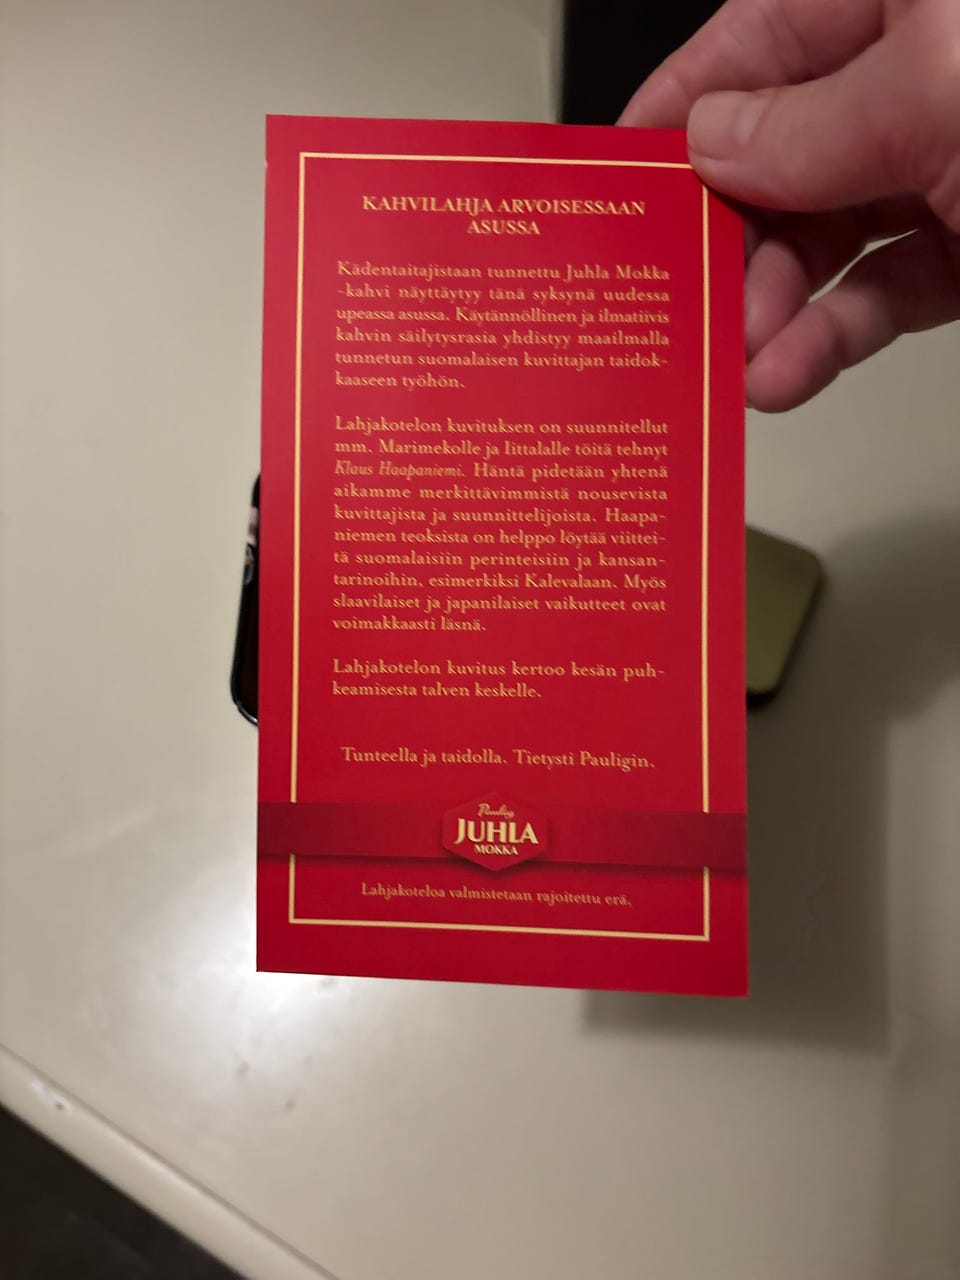 KAHVILAHJA ARVOISESSAAN
ASUSSA
Kädentaitajistaan tunnettu Juhla Mokka
-kahvi näyttäytyy tänä syksynä uudessa
upeassa asussa. Käytännöllinen ja ilmatiivis
kahvin säilytysrasia yhdistyy maailmalla
tunnetun suomalaisen kuvittajan taidok-
kaaseen työhön.
Lahjakotelon kuvituksen on suunnitellut
mm. Marimekolle ja Iittalalle töitä tehnyt
Klaus Haapaniemi. Häntä pidetään yhtenä
aikamme merkittävimmistä nousevista
kuvittajista ja suunnittelijoista. Haapa-
niemen teoksista on helppo löytää viittei-
tä suomalaisiin perinteisiin ja kansan-
tarinoihin, esimerkiksi Kalevalaan. Myös
slaavilaiset ja japanilaiset vaikutteet ovat
voimakkaasti läsnä.
Lahjakotelon kuvitus kertoo kesän puh-
keamisesta talven keskelle.
Tunteella ja taidolla. Tietysti Pauligin.
Paulig
JUHLA
MOKKA
Lahjakoteloa valmistetaan rajoitettu erä.